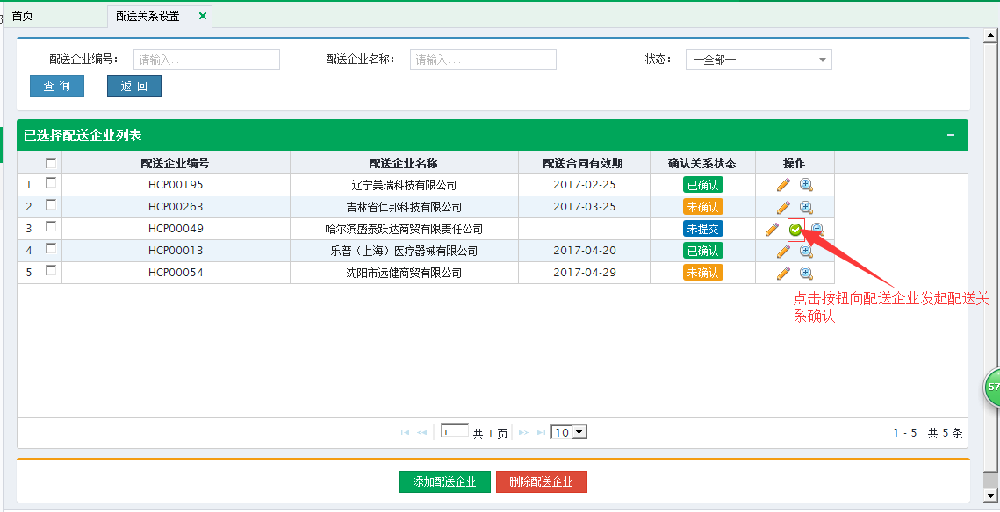 首页
配送关系设置
配送企业编号： 请输入... 配送企业名称： 请输入... 状态： —全部—
查 询 返 回
已选择配送企业列表
配送企业编号 配送企业名称 配送合同有效期 确认关系状态 操作
1 HCP00195 辽宁美瑞科技有限公司 2017-02-25 已确认
2 HCP00263 吉林省仁邦科技有限公司 2017-03-25 未确认
3 HCP00049 哈尔滨盛泰跃达商贸有限责任公司 未提交
4 HCP00013 乐普（上海）医疗器械有限公司 2017-04-20 已确认
5 HCP00054 沈阳市远健商贸有限公司 2017-04-29 未确认
点击按钮向配送企业发起配送关
系确认
57
1 共 1 页 10 1 - 5 共 5 条
添加配送企业 删除配送企业